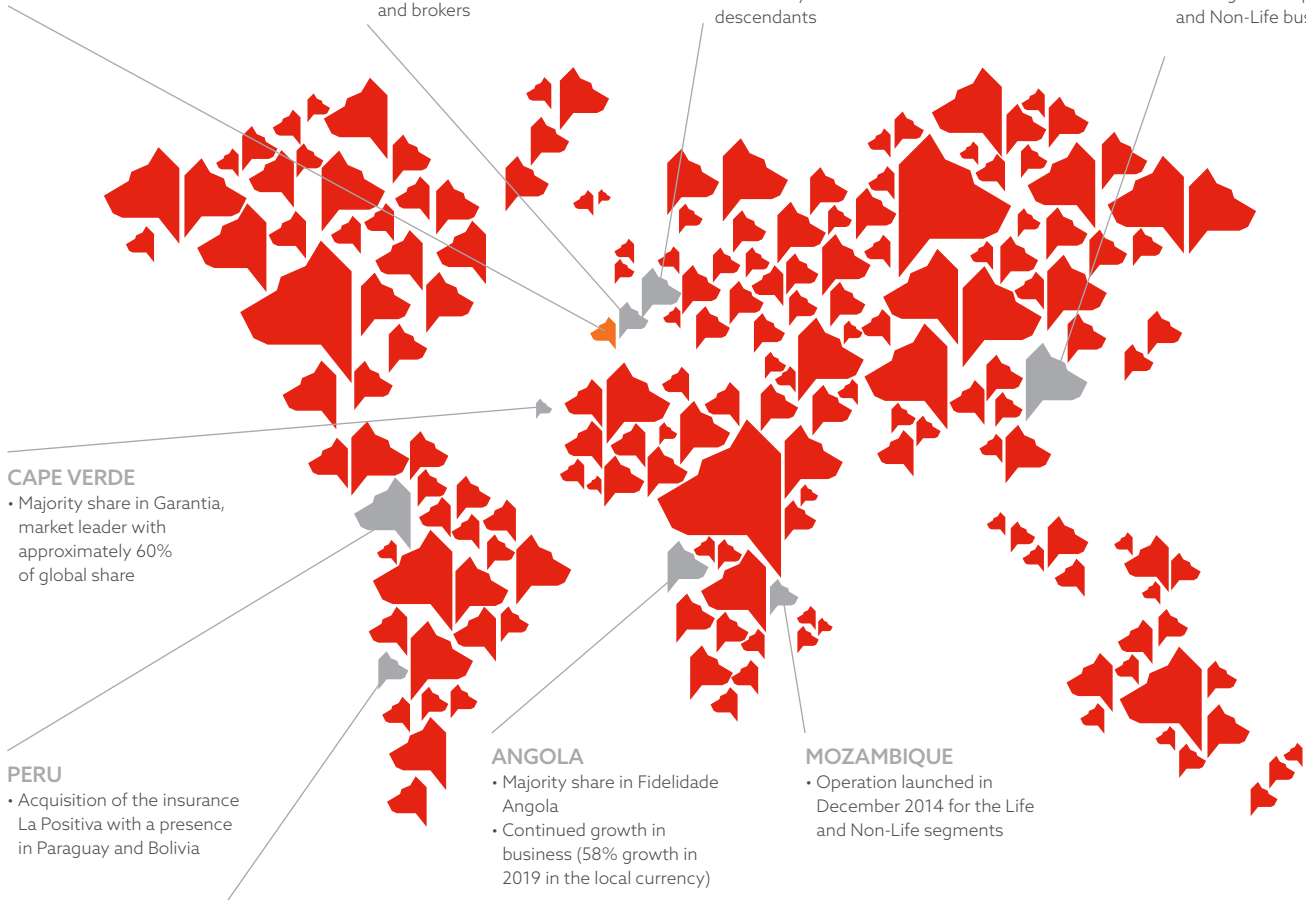 and brokers
descendants
and Non-Life
CAPE VERDE
• Majority share in Garantia,
market leader with
approximately 60%
of global share
PERU
• Acquisition of the insurance
La Positiva with a presence
in Paraguay and Bolivia
ANGOLA
• Majority share in Fidelidade
Angola
• Continued growth in
business (58% growth in
2019 in the local currency)
MOZAMBIQUE
• Operation launched in
December 2014 for the Life
and Non-Life segments